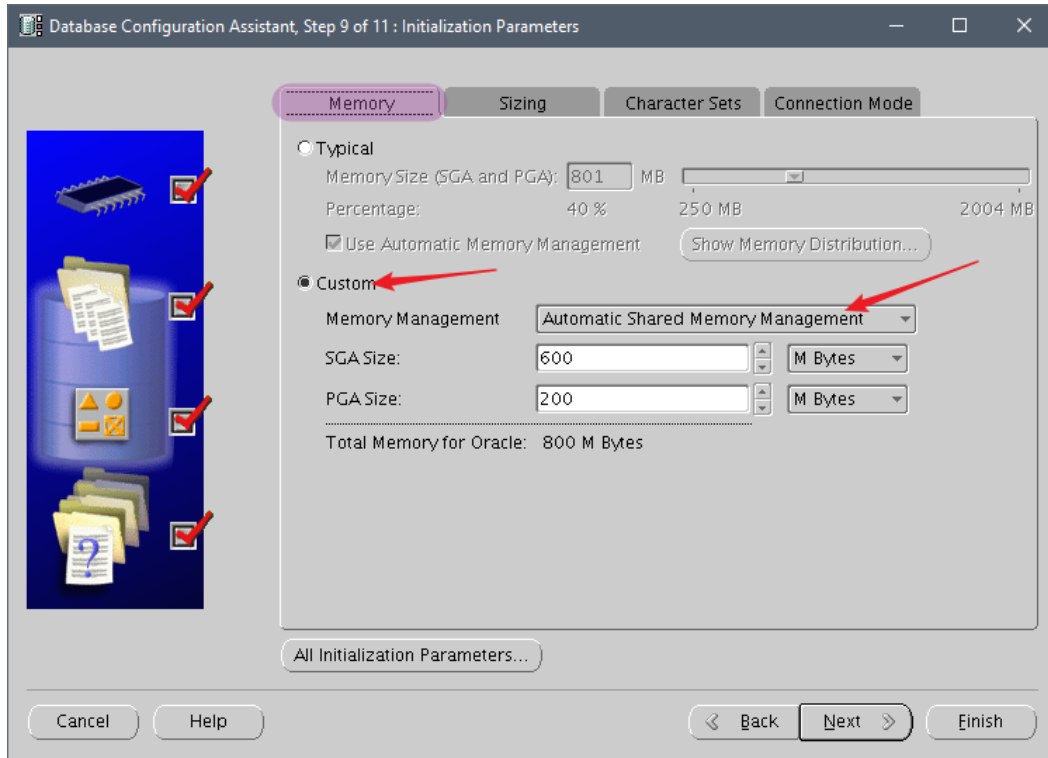 Database Configuration Assistant, Step 9 of 11 : Initialization Parameters
Memory Sizing Character Sets Connection Mode
Typical
Memory Size (SGA and PGA): 801 MB
Percentage: 40 % 250 MB 2004 MB
Use Automatic Memory Management Show Memory Distribution...
Custom
Memory Management Automatic Shared Memory Management
SGA Size: 600 M Bytes
PGA Size: 200 M Bytes
Total Memory for Oracle: 800 M Bytes
?
All Initialization Parameters...
Cancel Help Back Next Finish